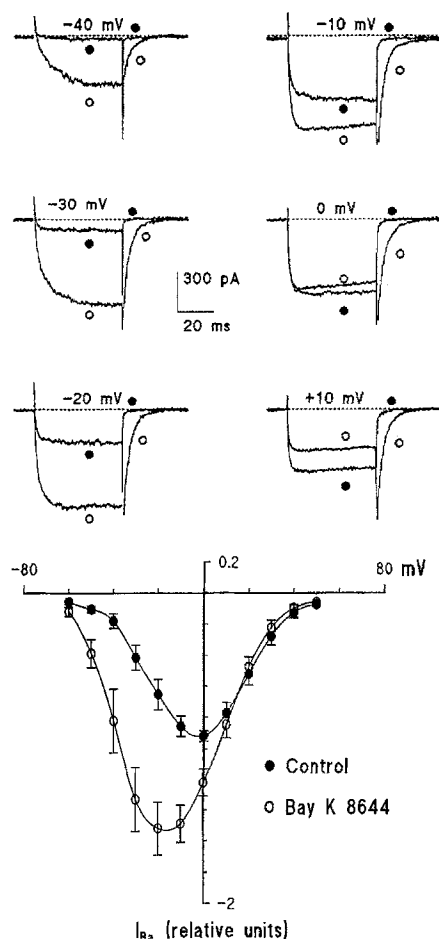 −40 mV
−10 mV
−30 mV
0 mV
300 pA
20 ms
−20 mV
+10 mV
0.2
-80
80 mV
● Control
○ Bay K 8644
-2
I_Ba (relative units)